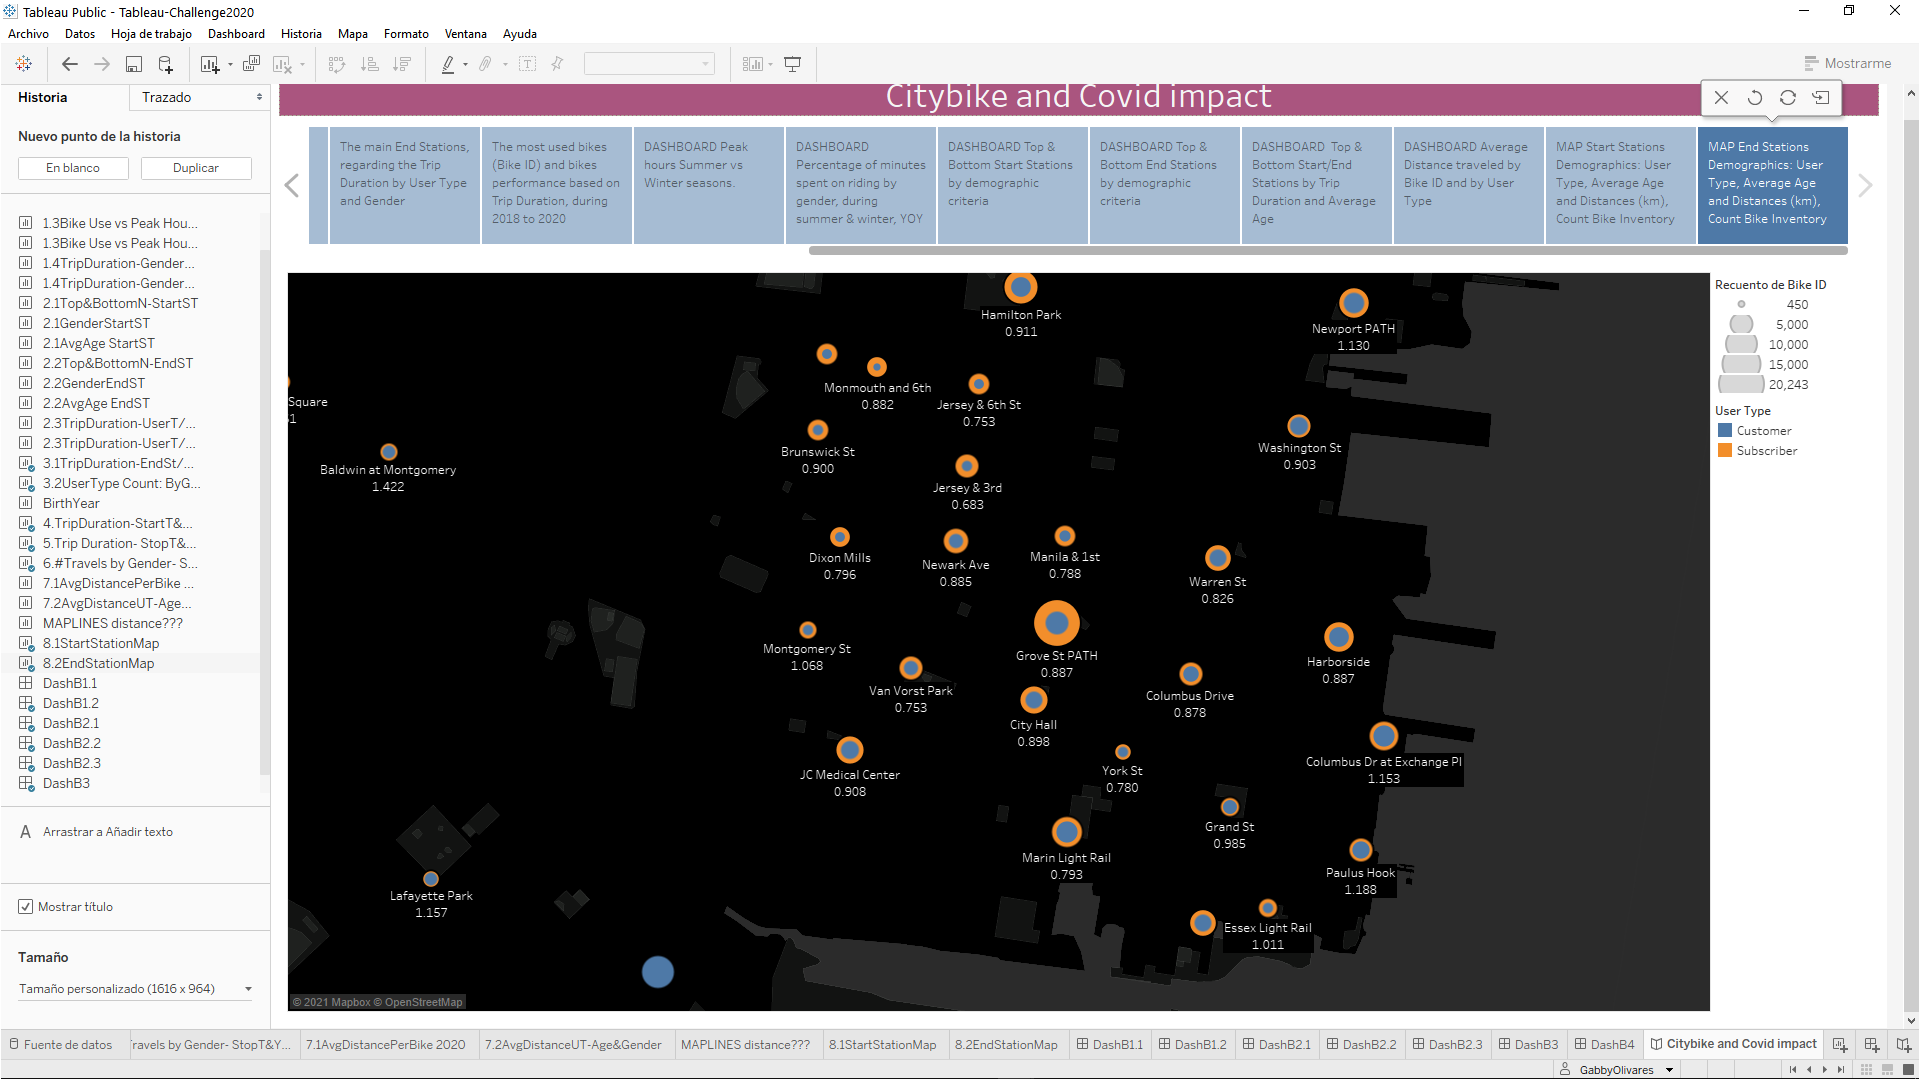 Tableau Public - Tableau-Challenge2020
Archivo Datos Hoja de trabajo Dashboard Historia Mapa Formato Ventana Ayuda
Mostrarme
Historia
Trazado
Nuevo punto de la historia
En blanco
Duplicar
1.3Bike Use vs Peak Hou...
1.3Bike Use vs Peak Hou...
1.4TripDuration-Gender...
1.4TripDuration-Gender...
2.1Top&BottomN-StartST
2.1GenderStartST
2.1AvgAge StartST
2.2Top&BottomN-EndST
2.2GenderEndST
2.2AvgAge EndST
2.3TripDuration-UserT/...
2.3TripDuration-UserT/...
3.1TripDuration-EndSt/...
3.2UserType Count: ByG...
BirthYear
4.TripDuration-StartT&...
5.Trip Duration- StopT&...
6.#Travels by Gender- S...
7.1AvgDistancePerBike ...
7.2AvgDistanceUT-Age...
MAPLINES distance???
8.1StartStationMap
8.2EndStationMap
DashB1.1
DashB1.2
DashB2.1
DashB2.2
DashB2.3
DashB3
A Arrastrar a Añadir texto
Mostrar título
Tamaño
Tamaño personalizado (1616 x 964)
Citybike and Covid impact
The main End Stations,
regarding the Trip
Duration by User Type
and Gender
The most used bikes
(Bike ID) and bikes
performance based on
Trip Duration, during
2018 to 2020
DASHBOARD Peak
hours Summer vs
Winter seasons.
DASHBOARD
Percentage of minutes
spent on riding by
gender, during
summer & winter, YOY
DASHBOARD Top &
Bottom Start Stations
by demographic
criteria
DASHBOARD Top &
Bottom End Stations
by demographic
criteria
DASHBOARD Top &
Bottom Start/End
Stations by Trip
Duration and Average
Age
DASHBOARD Average
Distance traveled by
Bike ID and by User
Type
MAP Start Stations
Demographics: User
Type, Average Age
and Distances (km),
Count Bike Inventory
MAP End Stations
Demographics: User
Type, Average Age
and Distances (km),
Count Bike Inventory
Hamilton Park
0.911
Newport PATH
1.130
Monmouth and 6th
0.882
Jersey & 6th St
0.753
Square
Brunswick St
0.900
Washington St
0.903
Baldwin at Montgomery
1.422
Jersey & 3rd
0.683
Dixon Mills
0.796
Newark Ave
0.885
Manila & 1st
0.788
Warren St
0.826
Montgomery St
1.068
Grove St PATH
0.887
Harborside
0.887
Van Vorst Park
0.753
Columbus Drive
0.878
City Hall
0.898
JC Medical Center
0.908
York St
0.780
Columbus Dr at Exchange Pl
1.153
Grand St
0.985
Marin Light Rail
0.793
Paulus Hook
1.188
Lafayette Park
1.157
Essex Light Rail
1.011
© 2021 Mapbox © OpenStreetMap
Recuento de Bike ID
450
5,000
10,000
15,000
20,243
User Type
Customer
Subscriber
Fuente de datos
ravels by Gender- StopT&Y...
7.1AvgDistancePerBike 2020
7.2AvgDistanceUT-Age&Gender
MAPLINES distance???
8.1StartStationMap
8.2EndStationMap
DashB1.1
DashB1.2
DashB2.1
DashB2.2
DashB2.3
DashB3
DashB4
Citybike and Covid impact
GabbyOlivares